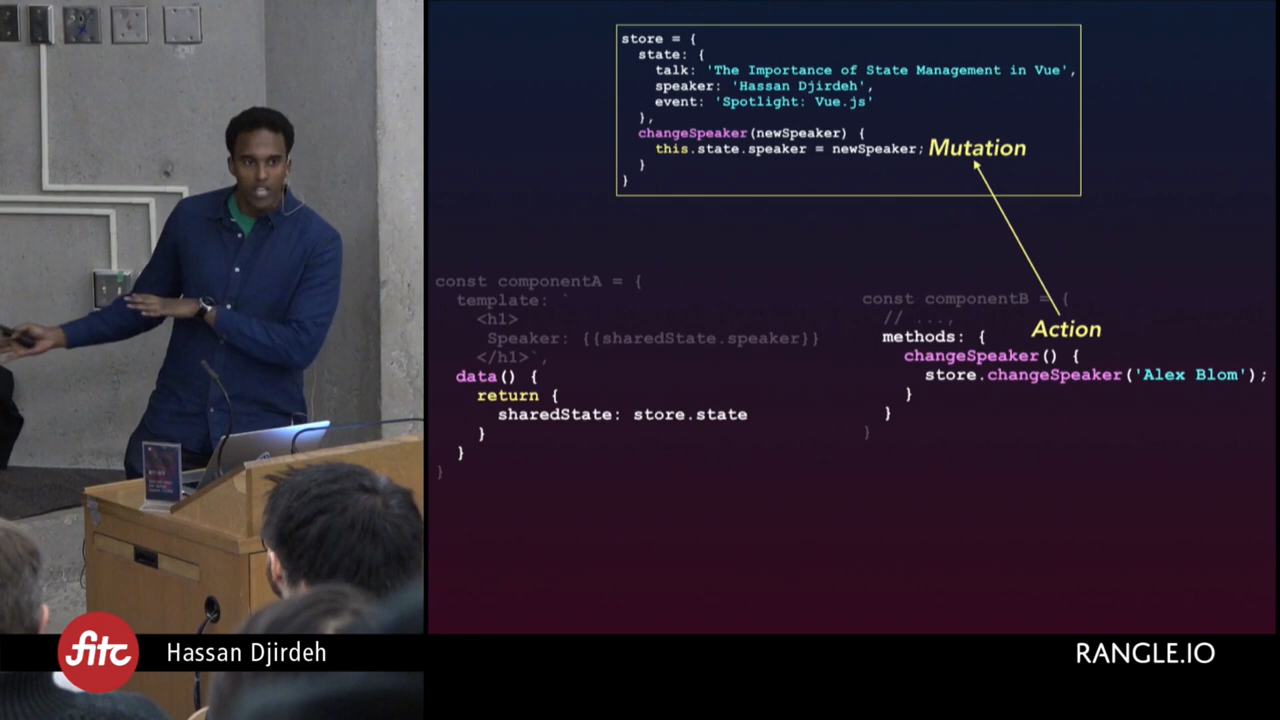 store = {
state: {
talk: 'The Importance of State Management in Vue',
speaker: 'Hassan Djirdeh',
event: 'Spotlight: Vue.js'
},
changeSpeaker(newSpeaker) {
this.state.speaker = newSpeaker;
Mutation
}
}
const componentA = {
template: `
<h1>
Speaker: {{sharedState.speaker}}
</h1>`,
data() {
return {
sharedState: store.state
}
}
}
const componentB = {
// ...,
Action
methods: {
changeSpeaker() {
store.changeSpeaker('Alex Blom');
}
}
}
fitc
Hassan Djirdeh
RANGLE.IO